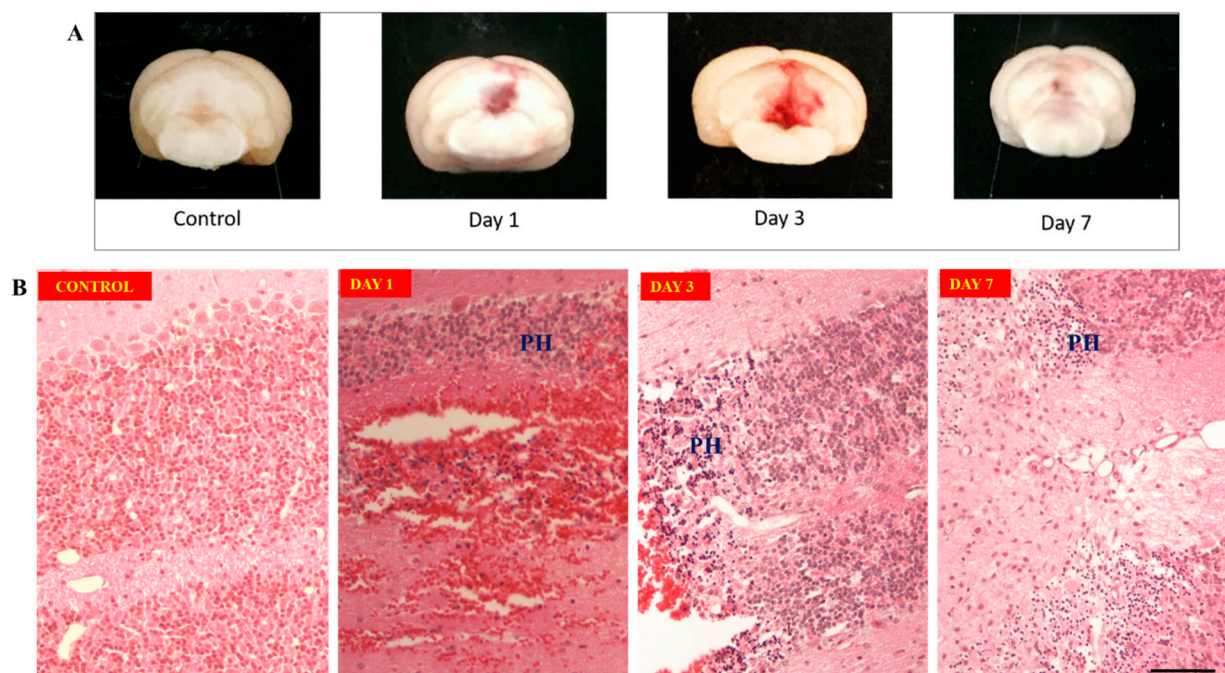 A
Control
Day 1
Day 3
Day 7
B
CONTROL
DAY 1
DAY 3
DAY 7
PH
PH
PH